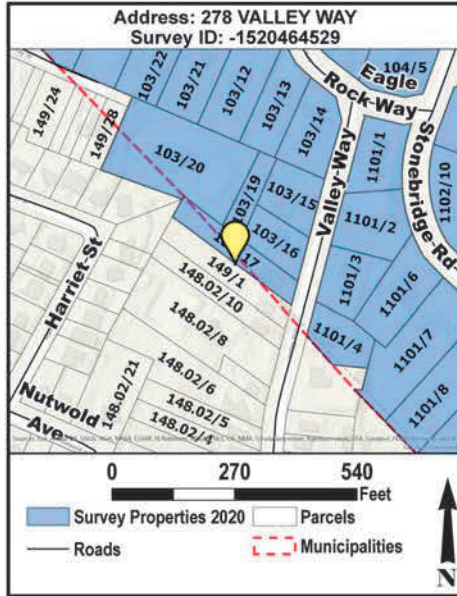 Address: 278 VALLEY WAY
Survey ID: -1520464529
103/22
103/21
103/12
103/13
103/14
104/5
Eagle
Rock-Way
149/24
149/28
103/20
103/19
103/15
103/16
149/1
148.02/10
148.02/8
148.02/6
148.02/5
148.02/21
Valley-Way
1101/1
1101/2
1101/3
1101/4
1101/6
1101/7
1101/8
1102/10
Stonebridge-Rd
Harriet-St
Nutwold
Ave
0 270 540
Feet
Survey Properties 2020
Parcels
Roads
Municipalities
N